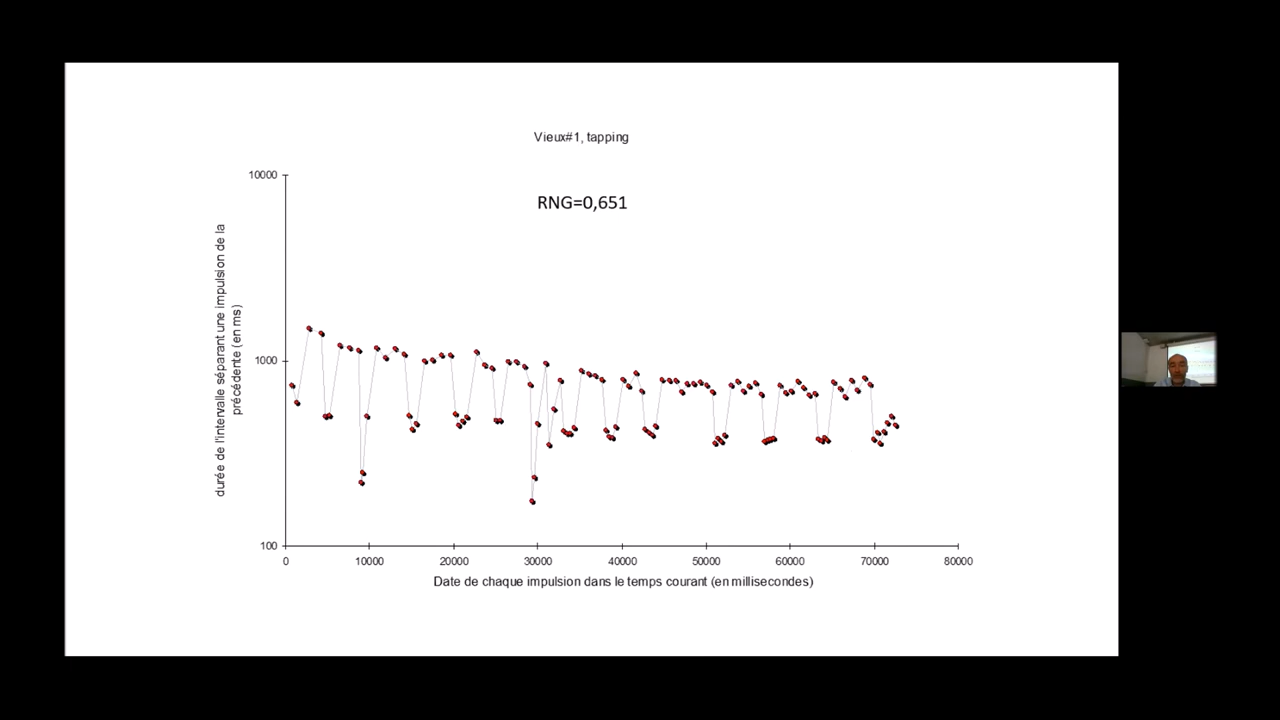 Vieux#1, tapping
RNG=0,651
10000
1000
100
durée de l'intervalle séparant une impulsion de la
précédente (en ms)
0 10000 20000 30000 40000 50000 60000 70000 80000
Date de chaque impulsion dans le temps courant (en millisecondes)